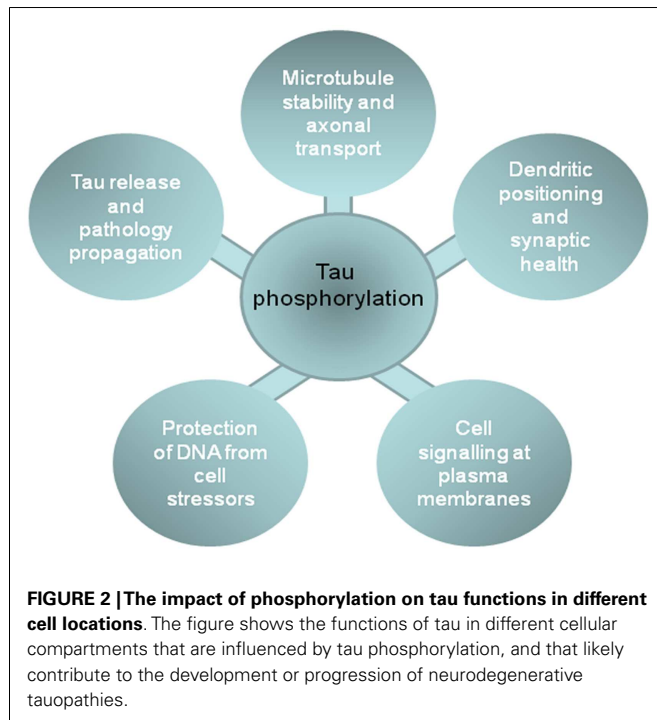 Microtubule
stability and
axonal
transport
Tau release
and
pathology
propagation
Dendritic
positioning
and
synaptic
health
Tau
phosphorylation
Protection
of DNA from
cell
stressors
Cell
signalling at
plasma
membranes
FIGURE 2 | The impact of phosphorylation on tau functions in different
cell locations. The figure shows the functions of tau in different cellular
compartments that are influenced by tau phosphorylation, and that likely
contribute to the development or progression of neurodegenerative
tauopathies.